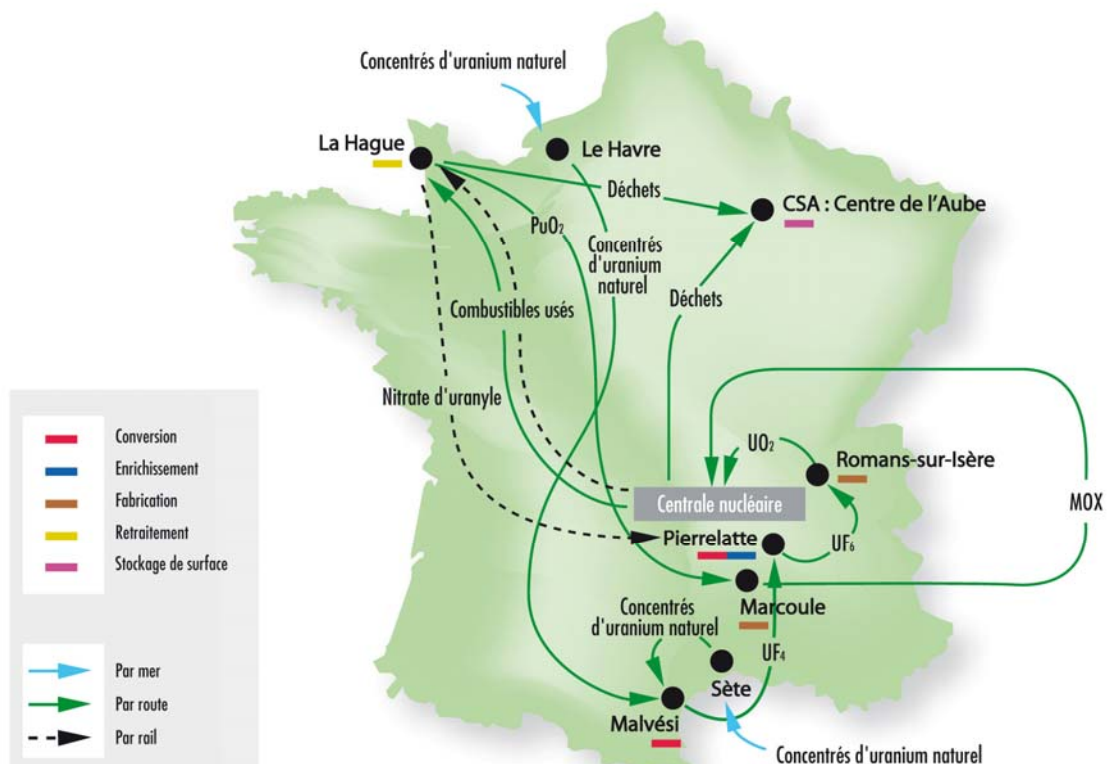 Concentrés d'uranium naturel
La Hague
Le Havre
Déchets
CSA : Centre de l'Aube
PuO₂
Concentrés
d'uranium
naturel
Déchets
Combustibles usés
Nitrate d'uranyle
UO₂
Romans-sur-Isère
Centrale nucléaire
MOX
Pierrelatte
UF₆
Marcoule
Concentrés
d'uranium naturel
UF₄
Sète
Malvési
Concentrés d'uranium naturel
Conversion
Enrichissement
Fabrication
Retraitement
Stockage de surface
Par mer
Par route
Par rail